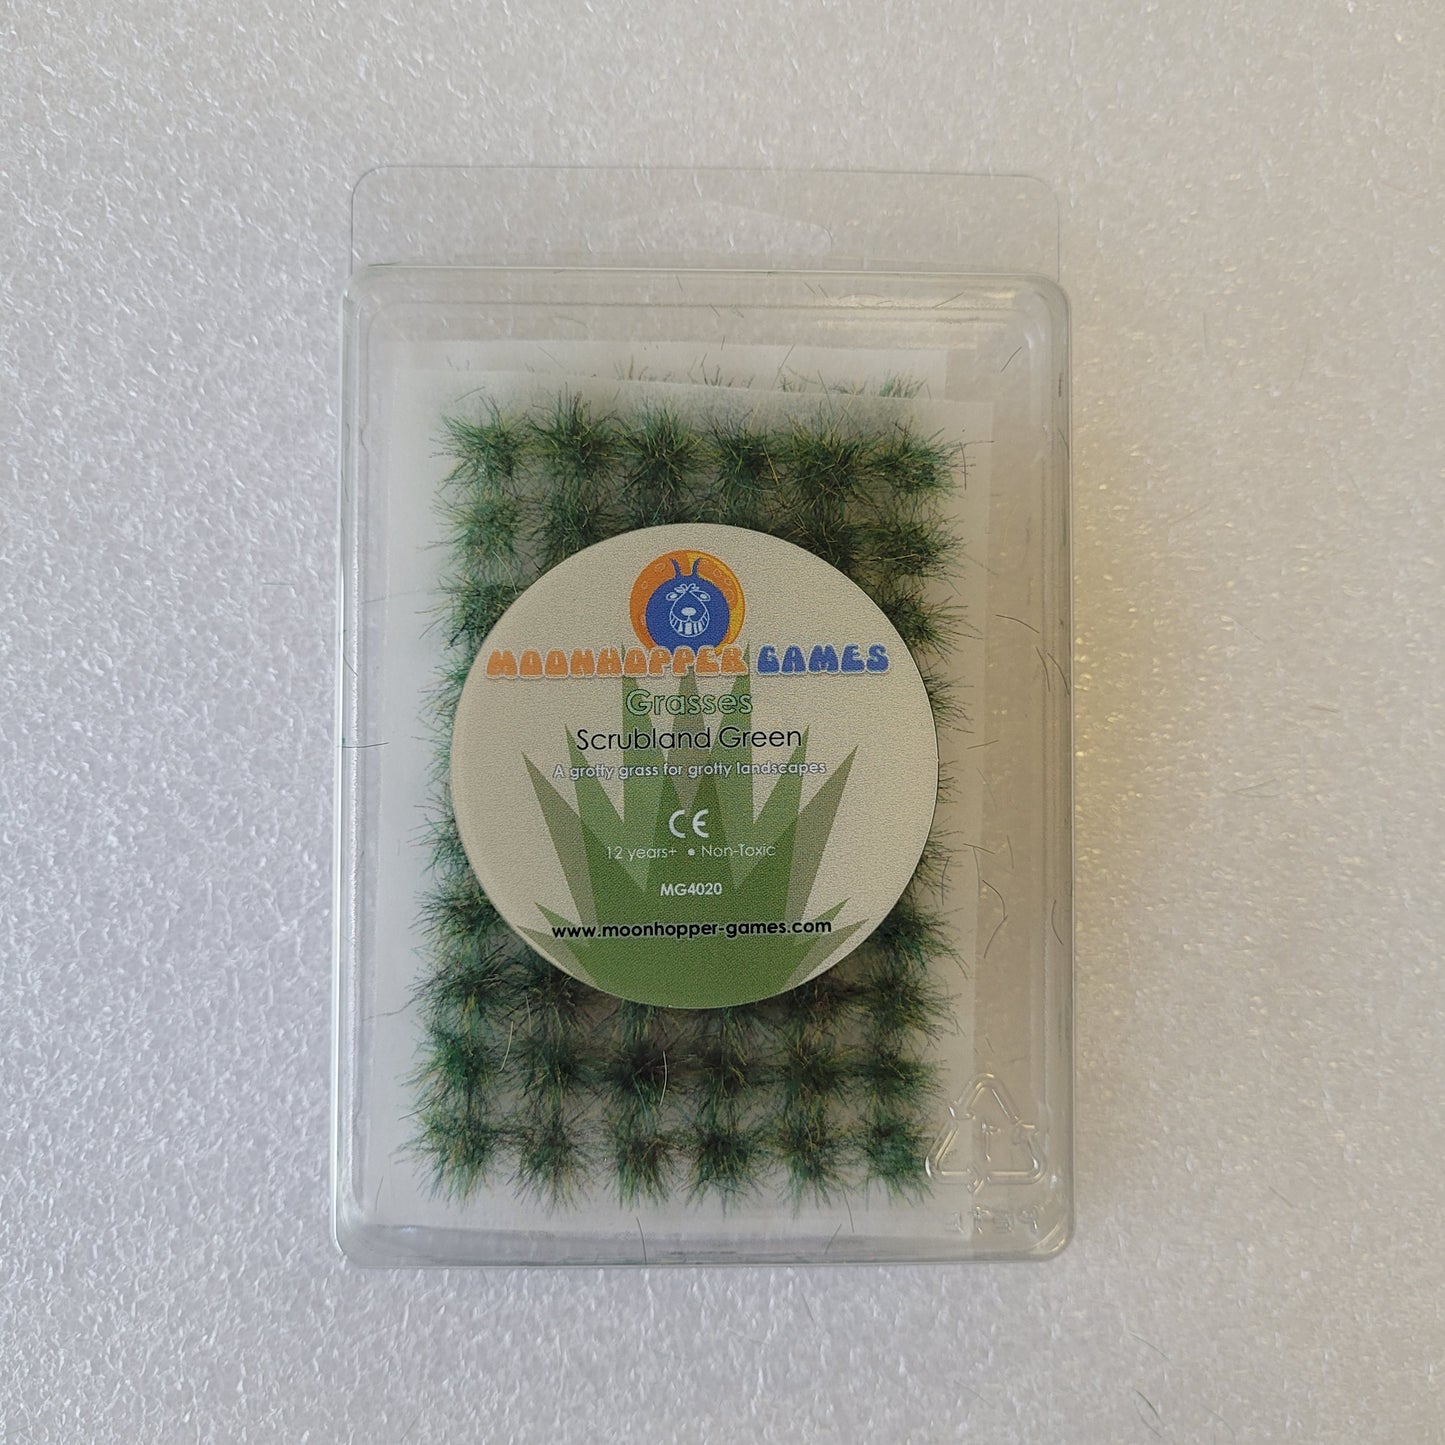 MOONHOPPER GAMES
Grasses
Scrubland Green
A grotty grass for grotty landscapes
CE
12 years+ • Non-Toxic
MG4020
www.moonhopper-games.com
1